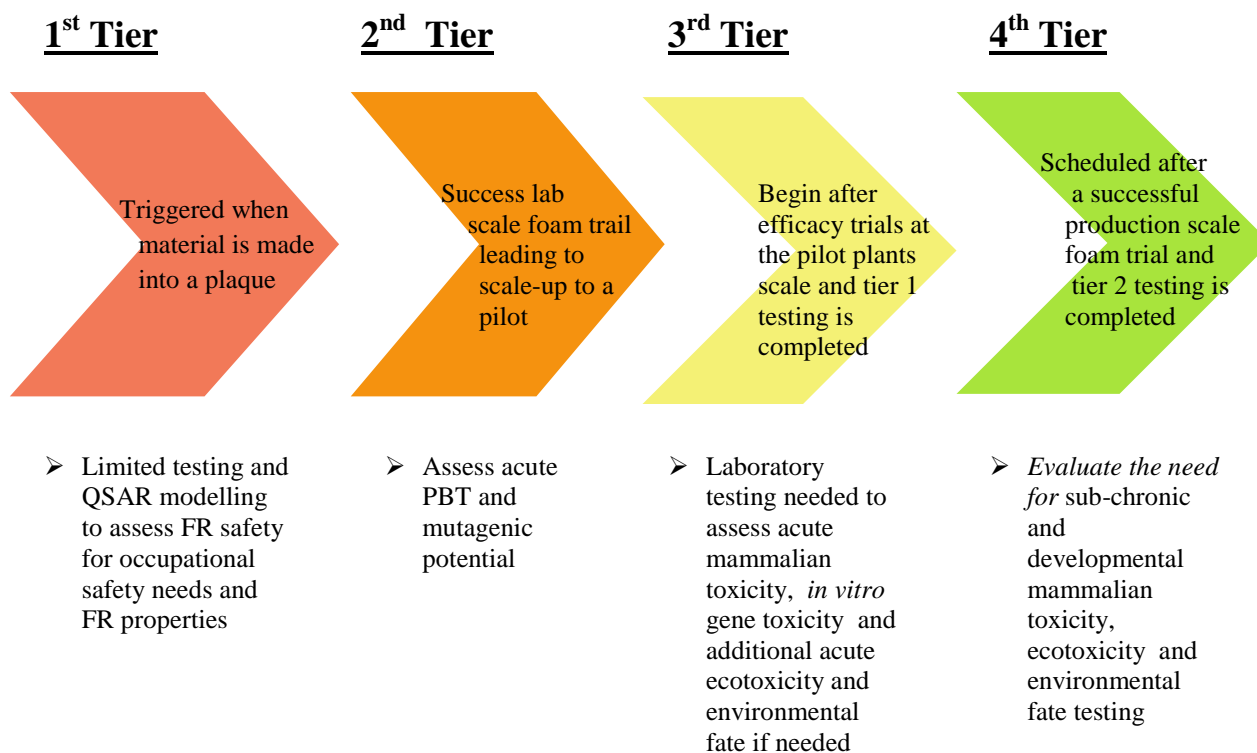 1st Tier
2nd Tier
3rd Tier
4th Tier
Triggered when
material is made
into a plaque
Success lab
scale foam trail
leading to
scale-up to a
pilot
Begin after
efficacy trials at
the pilot plants
scale and tier 1
testing is
completed
Scheduled after
a successful
production scale
foam trial and
tier 2 testing is
completed
➢ Limited testing and
QSAR modelling
to assess FR safety
for occupational
safety needs and
FR properties
➢ Assess acute
PBT and
mutagenic
potential
➢ Laboratory
testing needed to
assess acute
mammalian
toxicity, in vitro
gene toxicity and
additional acute
ecotoxicity and
environmental
fate if needed
➢ Evaluate the need
for sub-chronic
and
developmental
mammalian
toxicity,
ecotoxicity and
environmental
fate testing